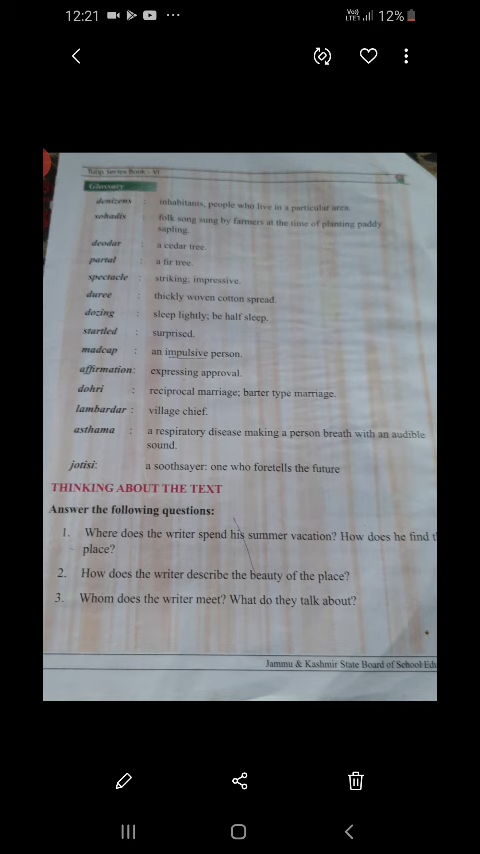 12:21
Vo)) LTE1 12%
Tulip Series Book - VI
Glossary
denizens : inhabitants, people who live in a particular area.
sohadis : folk song sung by farmers at the time of planting paddy
sapling.
deodar : a cedar tree.
partal : a fir tree.
spectacle : striking; impressive.
duree : thickly woven cotton spread.
dozing : sleep lightly; be half sleep.
startled : surprised.
madcap : an impulsive person.
affirmation: expressing approval.
dohri : reciprocal marriage; barter type marriage.
lambardar : village chief.
asthama : a respiratory disease making a person breath with an audible
sound.
jotisi: a soothsayer: one who foretells the future
THINKING ABOUT THE TEXT
Answer the following questions:
1. Where does the writer spend his summer vacation? How does he find t
place?
2. How does the writer describe the beauty of the place?
3. Whom does the writer meet? What do they talk about?
Jammu & Kashmir State Board of School Edu